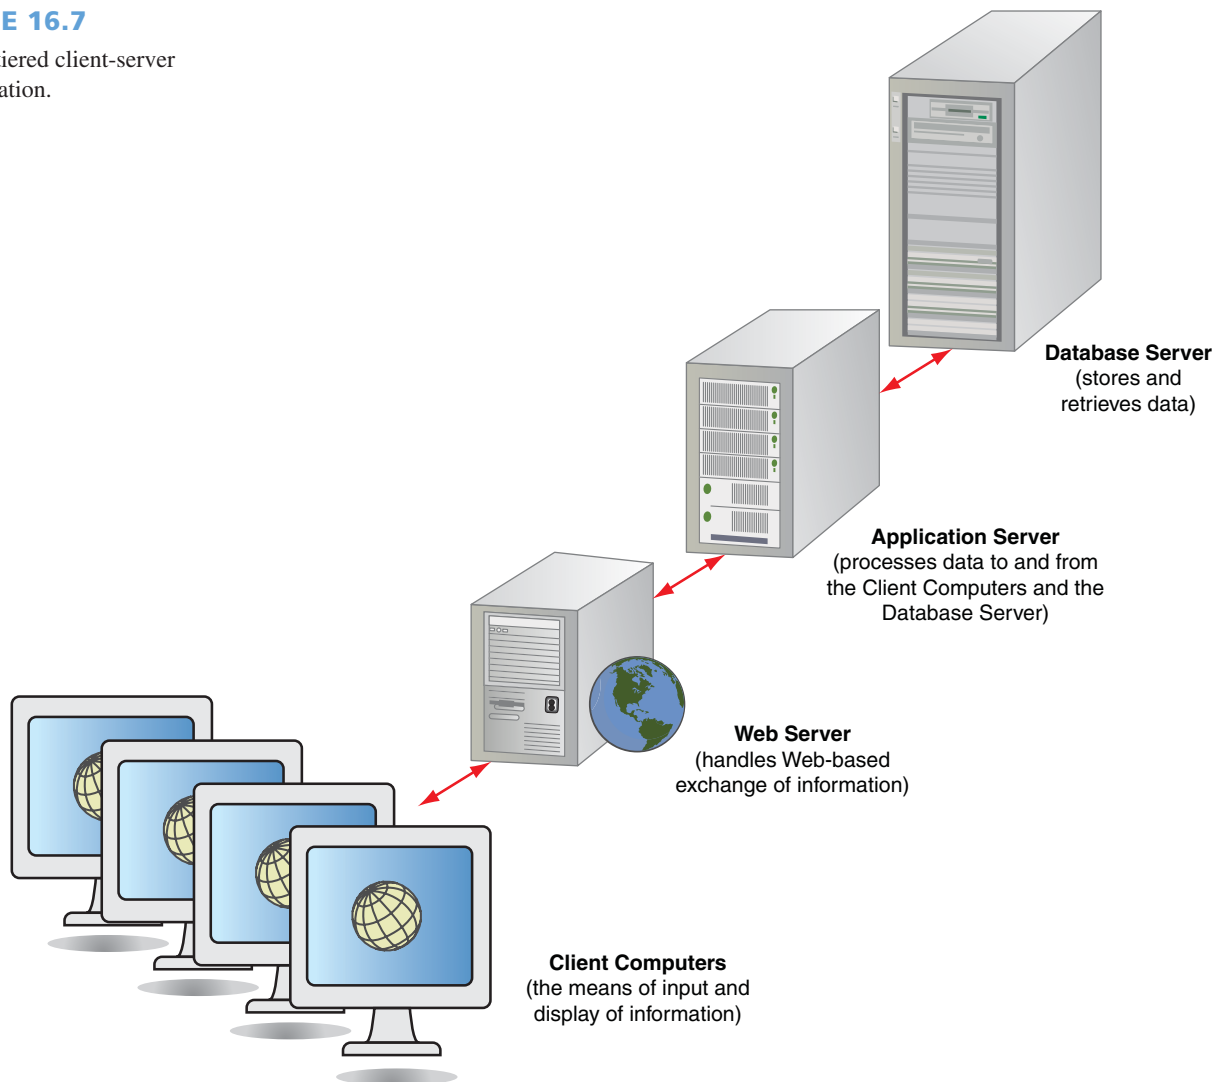 E 16.7
tiered client-server
ation.
Database Server
(stores and
retrieves data)
Application Server
(processes data to and from
the Client Computers and the
Database Server)
Web Server
(handles Web-based
exchange of information)
Client Computers
(the means of input and
display of information)